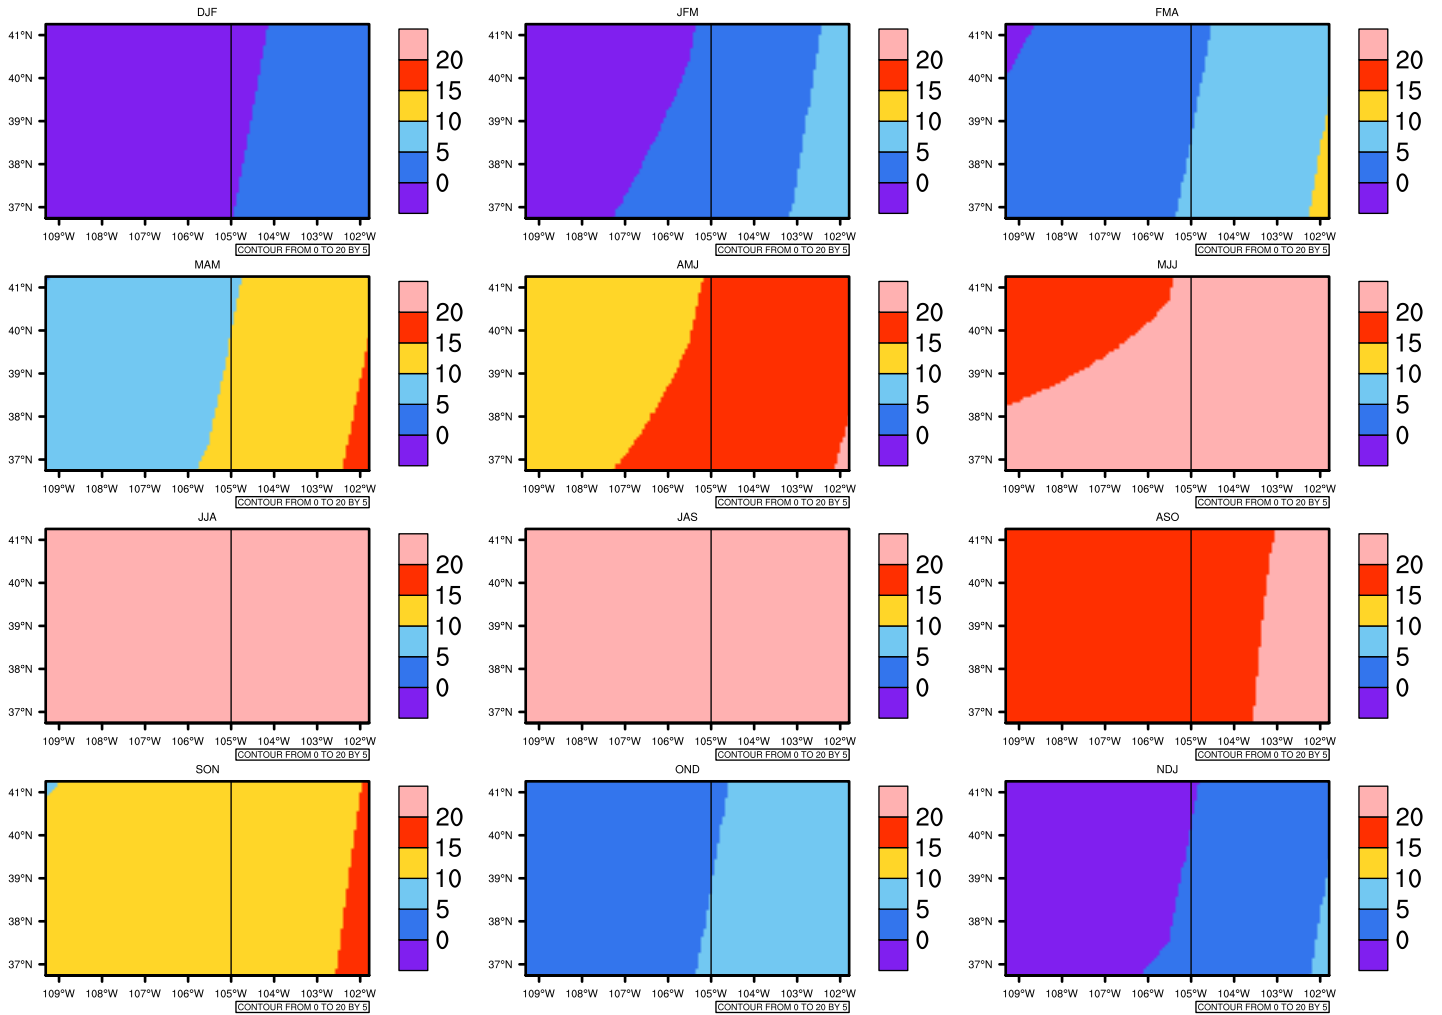 DJF JFM FMA
41°N 20 41°N 20 41°N 20
40°N 15 40°N 15 40°N 15
39°N 10 39°N 10 39°N 10
38°N 5 38°N 5 38°N 5
37°N 0 37°N 0 37°N 0
109°W 108°W 107°W 106°W 105°W 104°W 103°W 102°W 109°W 108°W 107°W 106°W 105°W 104°W 103°W 102°W 109°W 108°W 107°W 106°W 105°W 104°W 103°W 102°W
CONTOUR FROM 0 TO 20 BY 5 CONTOUR FROM 0 TO 20 BY 5 CONTOUR FROM 0 TO 20 BY 5
MAM AMJ MJJ
41°N 20 41°N 20 41°N 20
40°N 15 40°N 15 40°N 15
39°N 10 39°N 10 39°N 10
38°N 5 38°N 5 38°N 5
37°N 0 37°N 0 37°N 0
109°W 108°W 107°W 106°W 105°W 104°W 103°W 102°W 109°W 108°W 107°W 106°W 105°W 104°W 103°W 102°W 109°W 108°W 107°W 106°W 105°W 104°W 103°W 102°W
CONTOUR FROM 0 TO 20 BY 5 CONTOUR FROM 0 TO 20 BY 5 CONTOUR FROM 0 TO 20 BY 5
JJA JAS ASO
41°N 20 41°N 20 41°N 20
40°N 15 40°N 15 40°N 15
39°N 10 39°N 10 39°N 10
38°N 5 38°N 5 38°N 5
37°N 0 37°N 0 37°N 0
109°W 108°W 107°W 106°W 105°W 104°W 103°W 102°W 109°W 108°W 107°W 106°W 105°W 104°W 103°W 102°W 109°W 108°W 107°W 106°W 105°W 104°W 103°W 102°W
CONTOUR FROM 0 TO 20 BY 5 CONTOUR FROM 0 TO 20 BY 5 CONTOUR FROM 0 TO 20 BY 5
SON OND NDJ
41°N 20 41°N 20 41°N 20
40°N 15 40°N 15 40°N 15
39°N 10 39°N 10 39°N 10
38°N 5 38°N 5 38°N 5
37°N 0 37°N 0 37°N 0
109°W 108°W 107°W 106°W 105°W 104°W 103°W 102°W 109°W 108°W 107°W 106°W 105°W 104°W 103°W 102°W 109°W 108°W 107°W 106°W 105°W 104°W 103°W 102°W
CONTOUR FROM 0 TO 20 BY 5 CONTOUR FROM 0 TO 20 BY 5 CONTOUR FROM 0 TO 20 BY 5